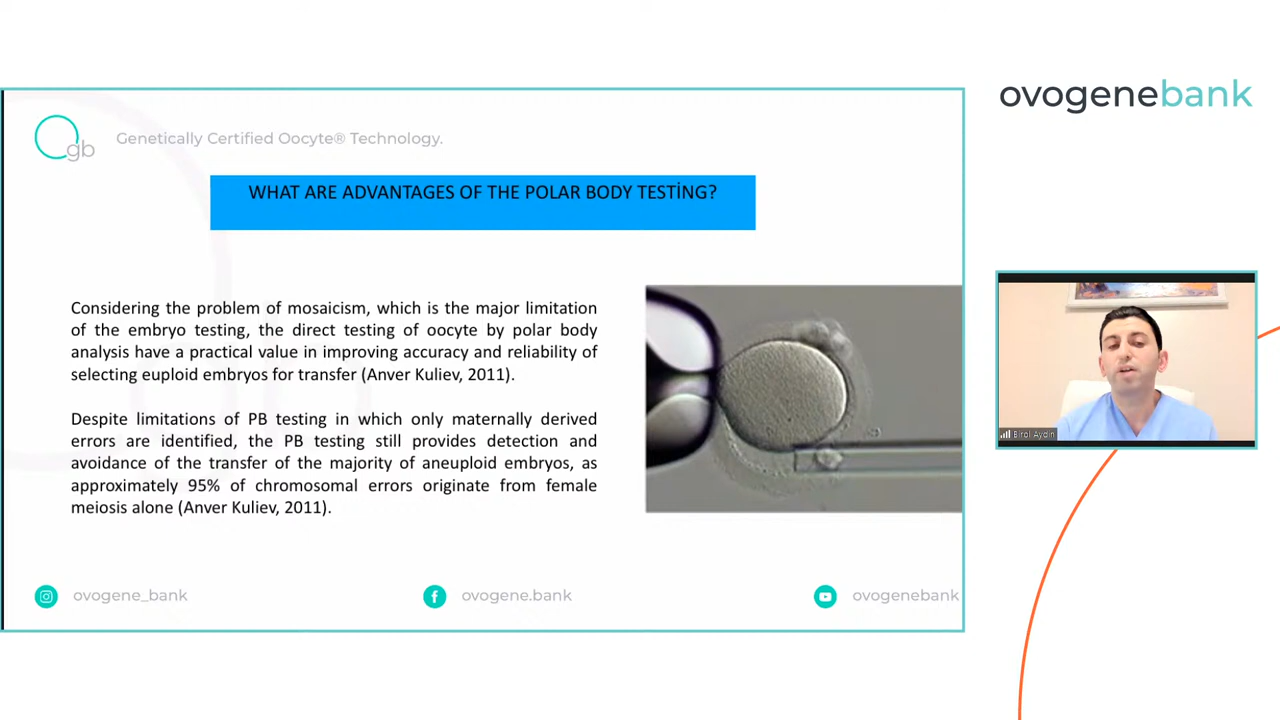 ovogenebank
gb
Genetically Certified Oocyte® Technology.
WHAT ARE ADVANTAGES OF THE POLAR BODY TESTİNG?
Considering the problem of mosaicism, which is the major limitation
of the embryo testing, the direct testing of oocyte by polar body
analysis have a practical value in improving accuracy and reliability of
selecting euploid embryos for transfer (Anver Kuliev, 2011).
Despite limitations of PB testing in which only maternally derived
errors are identified, the PB testing still provides detection and
avoidance of the transfer of the majority of aneuploid embryos, as
approximately 95% of chromosomal errors originate from female
meiosis alone (Anver Kuliev, 2011).
Birol Aydın
ovogene_bank
ovogene.bank
ovogenebank